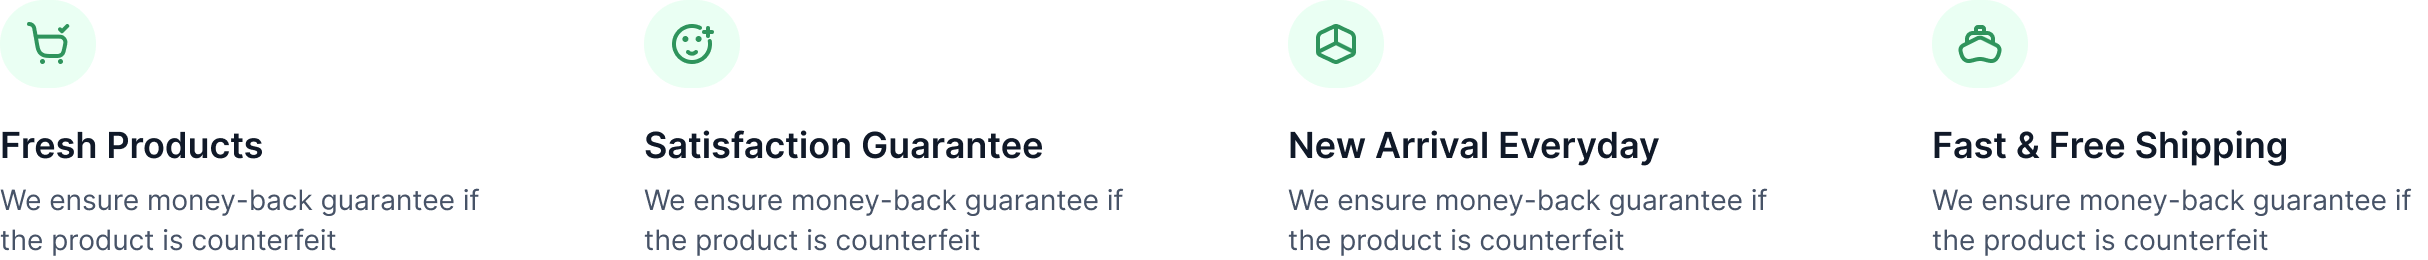 Fresh Products
We ensure money-back guarantee if
the product is counterfeit
Satisfaction Guarantee
We ensure money-back guarantee if
the product is counterfeit
New Arrival Everyday
We ensure money-back guarantee if
the product is counterfeit
Fast & Free Shipping
We ensure money-back guarantee if
the product is counterfeit